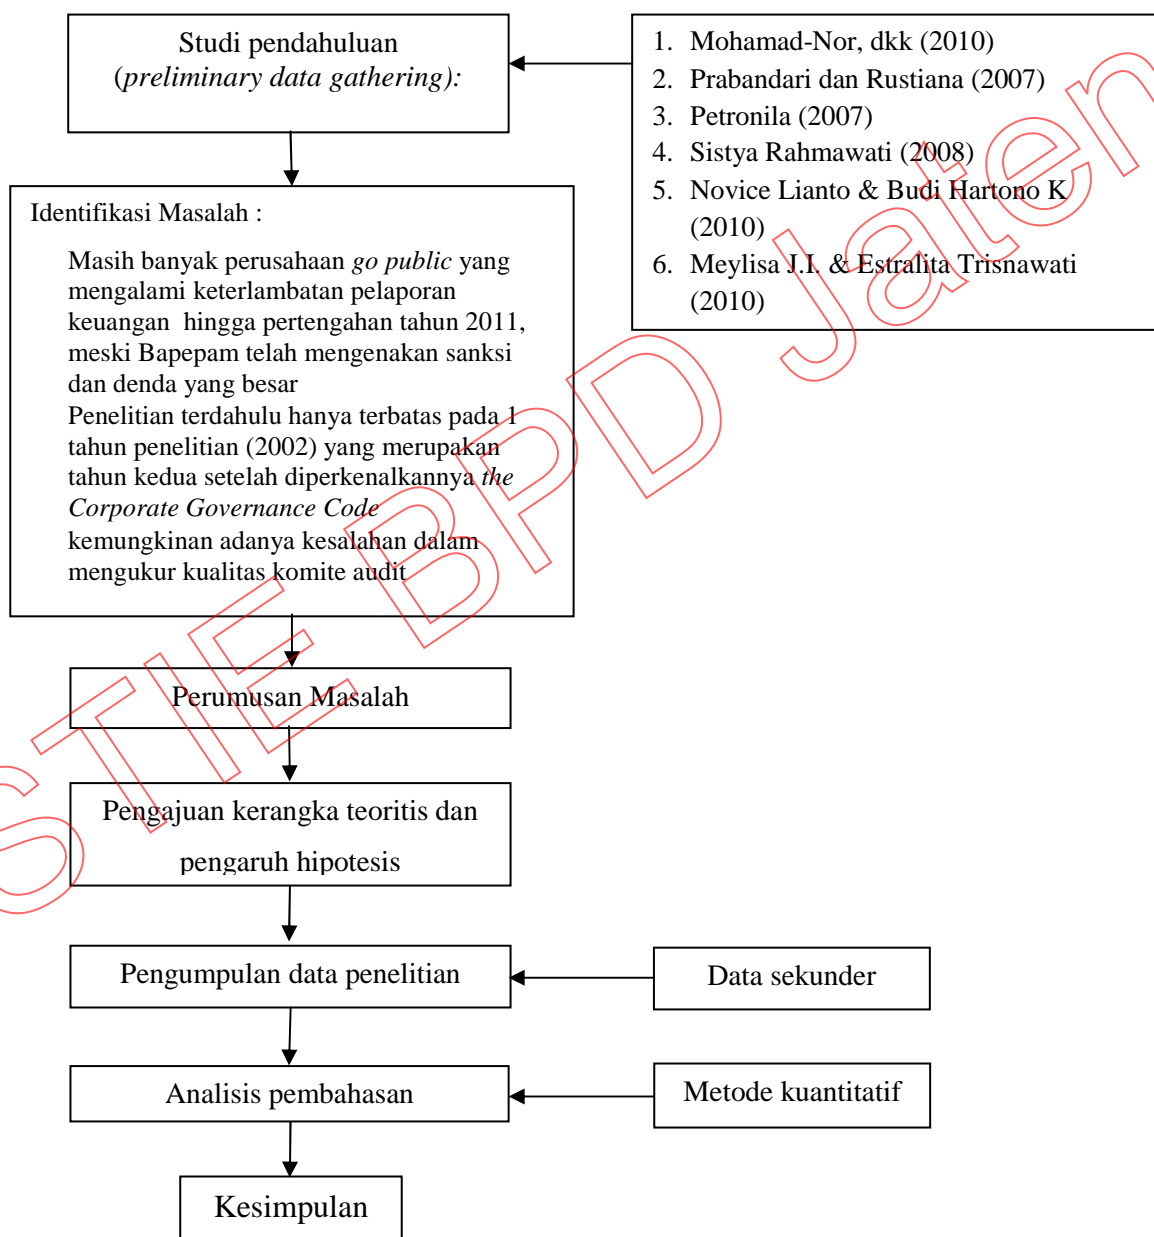 Studi pendahuluan
(preliminary data gathering):
1. Mohamad-Nor, dkk (2010)
2. Prabandari dan Rustiana (2007)
3. Petronila (2007)
4. Sistya Rahmawati (2008)
5. Novice Lianto & Budi Hartono K
(2010)
6. Meylisa J.I. & Estralita Trisnawati
(2010)
Identifikasi Masalah :
Masih banyak perusahaan go public yang
mengalami keterlambatan pelaporan
keuangan hingga pertengahan tahun 2011,
meski Bapepam telah mengenakan sanksi
dan denda yang besar
Penelitian terdahulu hanya terbatas pada 1
tahun penelitian (2002) yang merupakan
tahun kedua setelah diperkenalkannya the
Corporate Governance Code
kemungkinan adanya kesalahan dalam
mengukur kualitas komite audit
Perumusan Masalah
Pengajuan kerangka teoritis dan
pengaruh hipotesis
Pengumpulan data penelitian
Data sekunder
Analisis pembahasan
Metode kuantitatif
Kesimpulan
STIE BPD Jaten